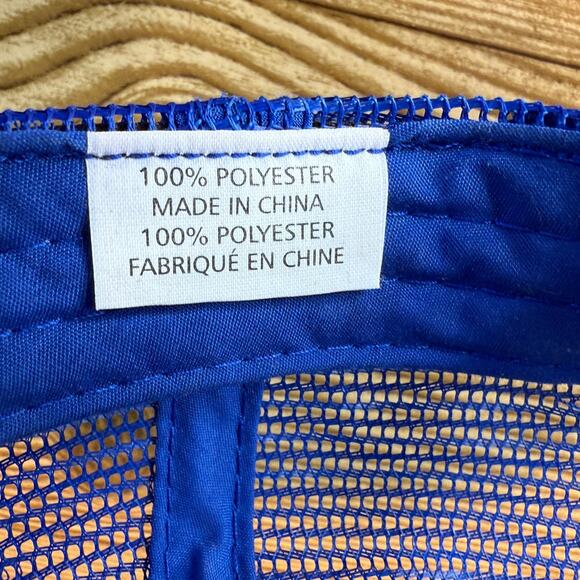 100% POLYESTER
MADE IN CHINA
100% POLYESTER
FABRIQUÉ EN CHINE